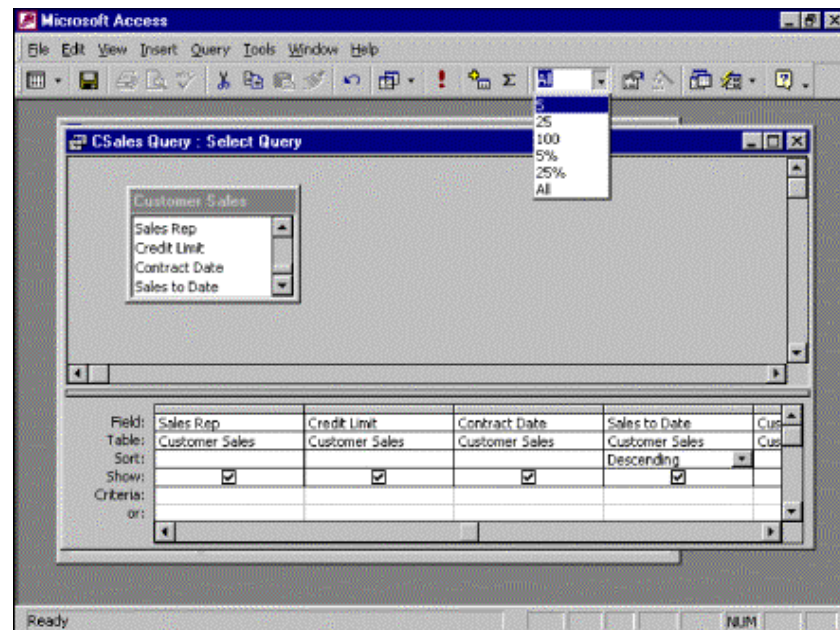 Microsoft Access
File Edit View Insert Query Tools Window Help
All
5
25
100
5%
25%
All
CSales Query : Select Query
Customer Sales
Sales Rep
Credit Limit
Contract Date
Sales to Date
Field: Sales Rep Credit Limit Contract Date Sales to Date Cus
Table: Customer Sales Customer Sales Customer Sales Customer Sales Cus
Sort: Descending
Show:
Criteria:
or:
Ready NUM